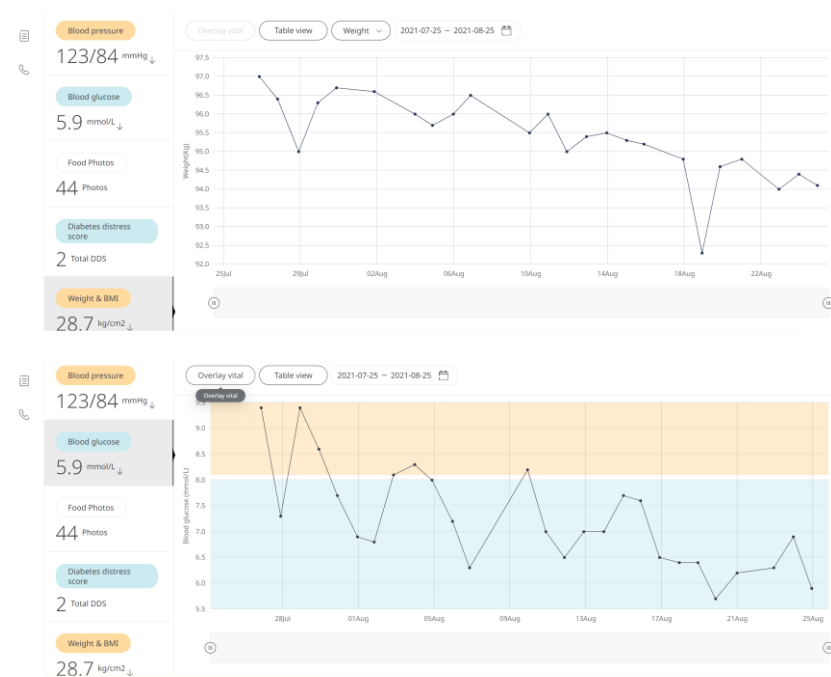 Blood pressure
123/84 mmHg ↓
Blood glucose
5.9 mmol/L ↓
Food Photos
44 Photos
Diabetes distress
score
2 Total DDS
Weight & BMI
28.7 kg/cm2 ↓
Overlay vital
Table view
Weight
2021-07-25 – 2021-08-25
97.5
97.0
96.5
96.0
95.5
95.0
94.5
94.0
93.5
93.0
92.5
92.0
Weight(Kg)
25Jul 29Jul 02Aug 06Aug 10Aug 14Aug 18Aug 22Aug
Blood pressure
123/84 mmHg ↓
Blood glucose
5.9 mmol/L ↓
Food Photos
44 Photos
Diabetes distress
score
2 Total DDS
Weight & BMI
28.7 kg/cm2 ↓
Overlay vital
Table view
2021-07-25 – 2021-08-25
Overlay vital
9.5
9.0
8.5
8.0
7.5
7.0
6.5
6.0
5.5
Blood glucose (mmol/L)
28Jul 01Aug 05Aug 09Aug 13Aug 17Aug 21Aug 25Aug